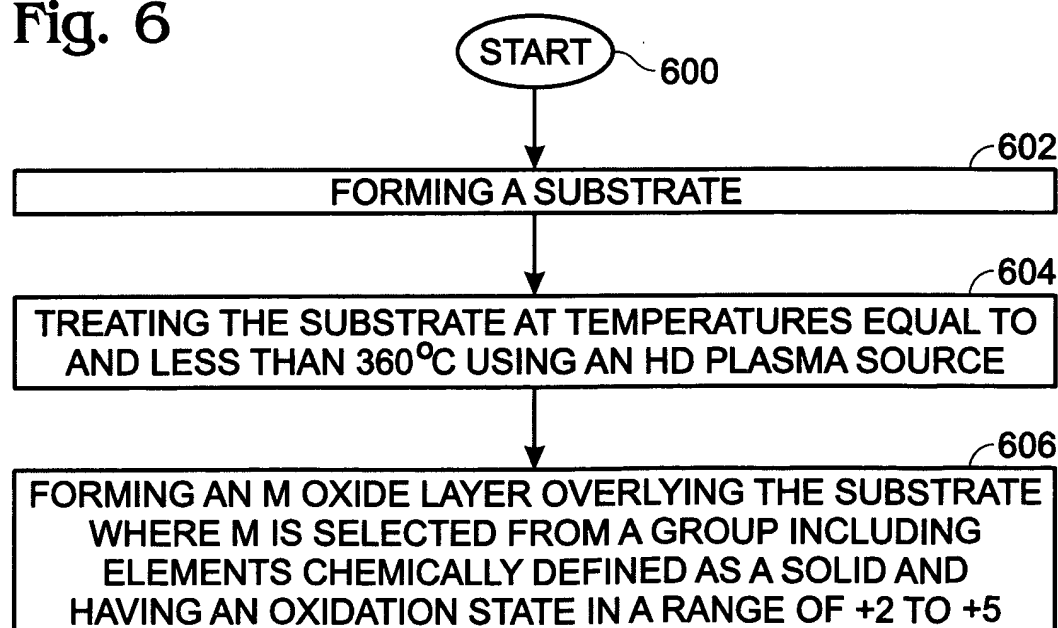 Fig. 6
START
600
602
FORMING A SUBSTRATE
604
TREATING THE SUBSTRATE AT TEMPERATURES EQUAL TO
AND LESS THAN 360°C USING AN HD PLASMA SOURCE
606
FORMING AN M OXIDE LAYER OVERLYING THE SUBSTRATE
WHERE M IS SELECTED FROM A GROUP INCLUDING
ELEMENTS CHEMICALLY DEFINED AS A SOLID AND
HAVING AN OXIDATION STATE IN A RANGE OF +2 TO +5